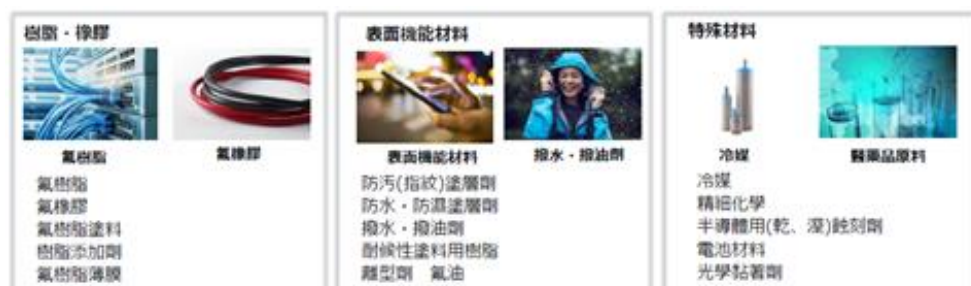 樹脂・橡膠
氟樹脂
氟橡膠
氟樹脂
氟橡膠
氟樹脂塗料
樹脂添加劑
氟樹脂薄膜
表面機能材料
表面機能材料
撥水・撥油劑
防汚(指紋)塗層劑
防水・防濕塗層劑
撥水・撥油劑
耐候性塗料用樹脂
離型劑 氟油
特殊材料
冷媒
醫藥品原料
冷媒
精細化學
半導體用(乾、溼)蝕刻劑
電池材料
光學黏著劑